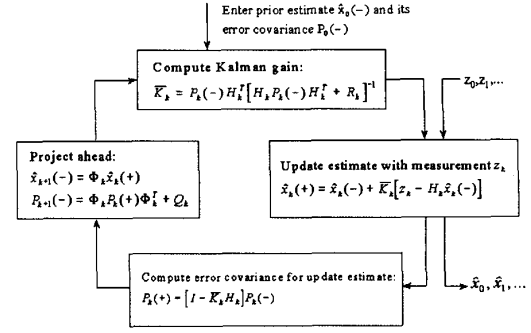 Enter prior estimate x̂₀(−) and its
error covariance P₀(−)
Compute Kalman gain:
K̅ₖ = Pₖ(−)Hₖᵀ[HₖPₖ(−)Hₖᵀ + Rₖ]⁻¹
z₀,z₁,...
Project ahead:
x̂ₖ₊₁(−) = Φₖx̂ₖ(+)
Pₖ₊₁(−) = ΦₖPₖ(+)Φₖᵀ + Qₖ
Update estimate with measurement zₖ
x̂ₖ(+) = x̂ₖ(−) + K̅ₖ[zₖ − Hₖx̂ₖ(−)]
Compute error covariance for update estimate:
Pₖ(+) = [I − K̅ₖHₖ]Pₖ(−)
x̂₀, x̂₁, ...